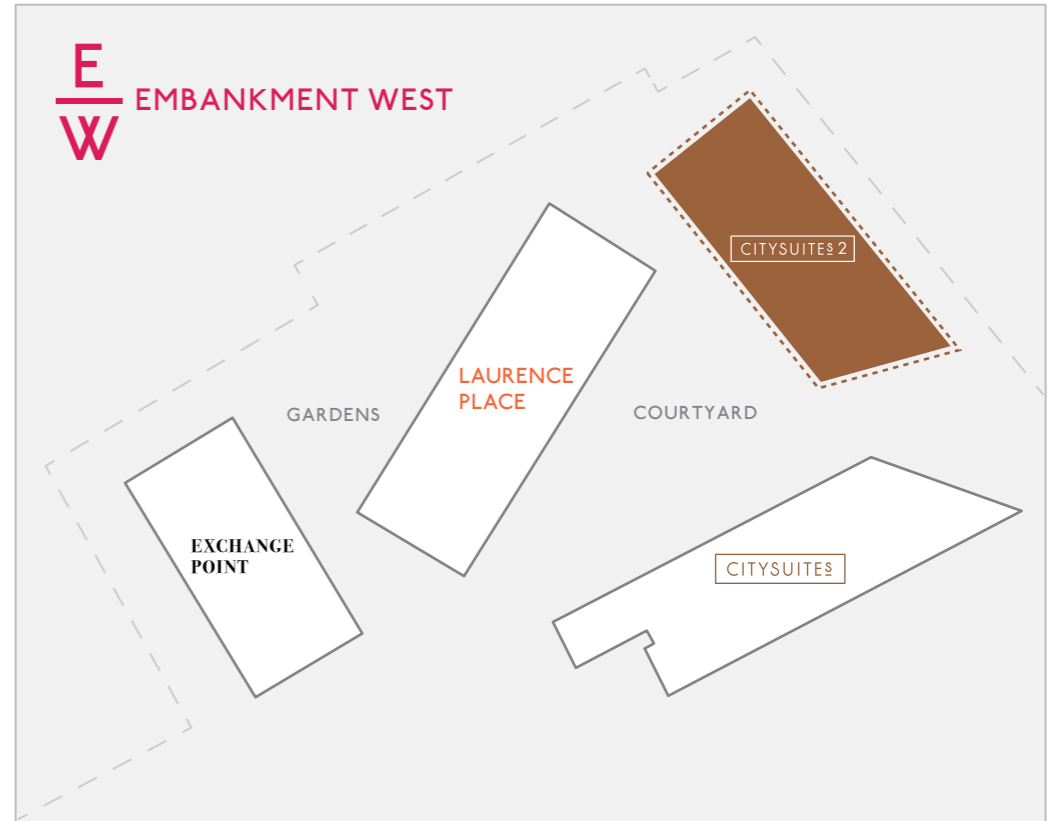 E
W
EMBANKMENT WEST
CITYSUITES 2
LAURENCE
PLACE
GARDENS
COURTYARD
EXCHANGE
POINT
CITYSUITES